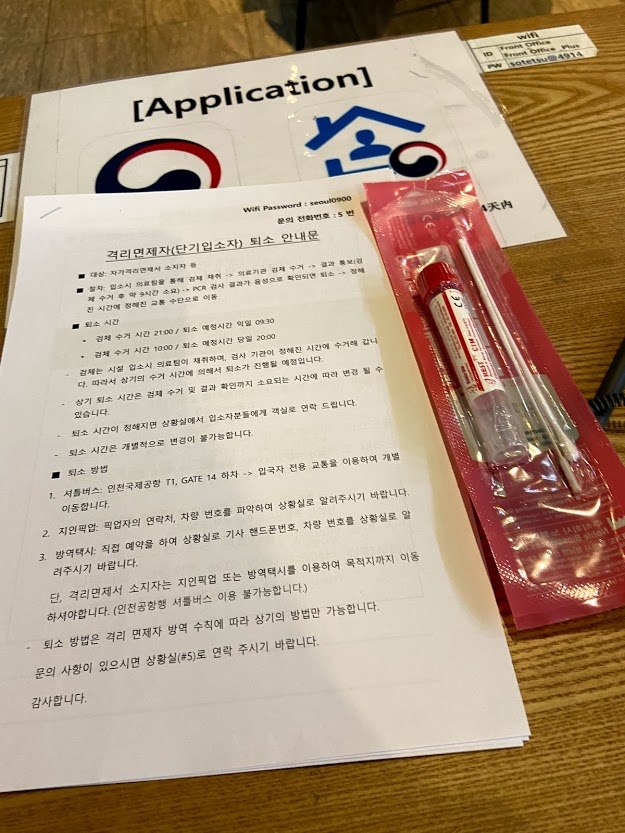 wifi
ID Front Office
Front Office _Plus
PW sotetsu@4914
[Application]
天内
Wifi Password : seoul0900
문의 전화번호 : 5 번
격리면제자(단기입소자) 퇴소 안내문
■ 대상: 자가격리면제서 소지자 등
■ 절차: 입소시 의료팀을 통해 검체 채취 -> 의료기관 검체 수거 -> 결과 통보(검
체 수거 후 약 9시간 소요) -> PCR 검사 결과가 음성으로 확인되면 퇴소 -> 정해
진 시간에 정해진 교통 수단으로 이동
■ 퇴소 시간
• 검체 수거 시간 21:00 / 퇴소 예정시간 익일 09:30
• 검체 수거 시간 10:00 / 퇴소 예정시간 당일 20:00
- 검체는 시설 입소시 의료팀이 채취하며, 검사 기관이 정해진 시간에 수거해 갑니
다. 따라서 상기의 수거 시간에 의해서 퇴소가 진행될 예정입니다.
- 상기 퇴소 시간은 검체 수거 및 결과 확인까지 소요되는 시간에 따라 변경 될 수
있습니다.
- 퇴소 시간이 정해지면 상황실에서 입소자분들에게 객실로 연락 드립니다.
- 퇴소 시간은 개별적으로 변경이 불가능합니다.
■ 퇴소 방법
1. 셔틀버스: 인천국제공항 T1, GATE 14 하차 -> 입국자 전용 교통을 이용하여 개별
이동합니다.
2. 지인픽업: 픽업자의 연락처, 차량 번호를 파악하여 상황실로 알려주시기 바랍니다.
3. 방역택시: 직접 예약을 하여 상황실로 기사 핸드폰번호, 차량 번호를 상황실로 알
려주시기 바랍니다.
단, 격리면제서 소지자는 지인픽업 또는 방역택시를 이용하여 목적지까지 이동
하셔야합니다. (인천공항행 셔틀버스 이용 불가능합니다.)
- 퇴소 방법은 격리 면제자 방역 수칙에 따라 상기의 방법만 가능합니다.
문의 사항이 있으시면 상황실(#5)로 연락 주시기 바랍니다.
감사합니다.
CE